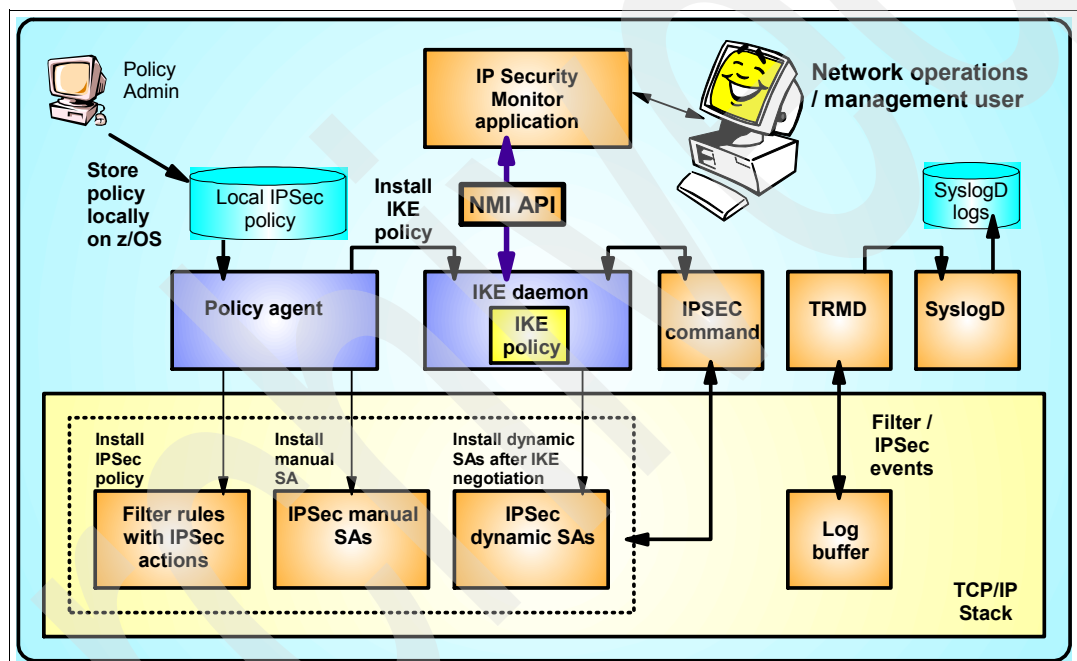 Policy
Admin
IP Security
Monitor
application
Network operations
/ management user
Store
policy
locally
on z/OS
Local IPSec
policy
Install
IKE
policy
NMI API
SyslogD
logs
Policy agent
IKE daemon
IKE
policy
IPSEC
command
TRMD
SyslogD
Install
IPSec
policy
Install
manual
SA
Install dynamic
SAs after IKE
negotiation
Filter /
IPSec
events
Filter rules
with IPSec
actions
IPSec manual
SAs
IPSec
dynamic SAs
Log
buffer
TCP/IP
Stack